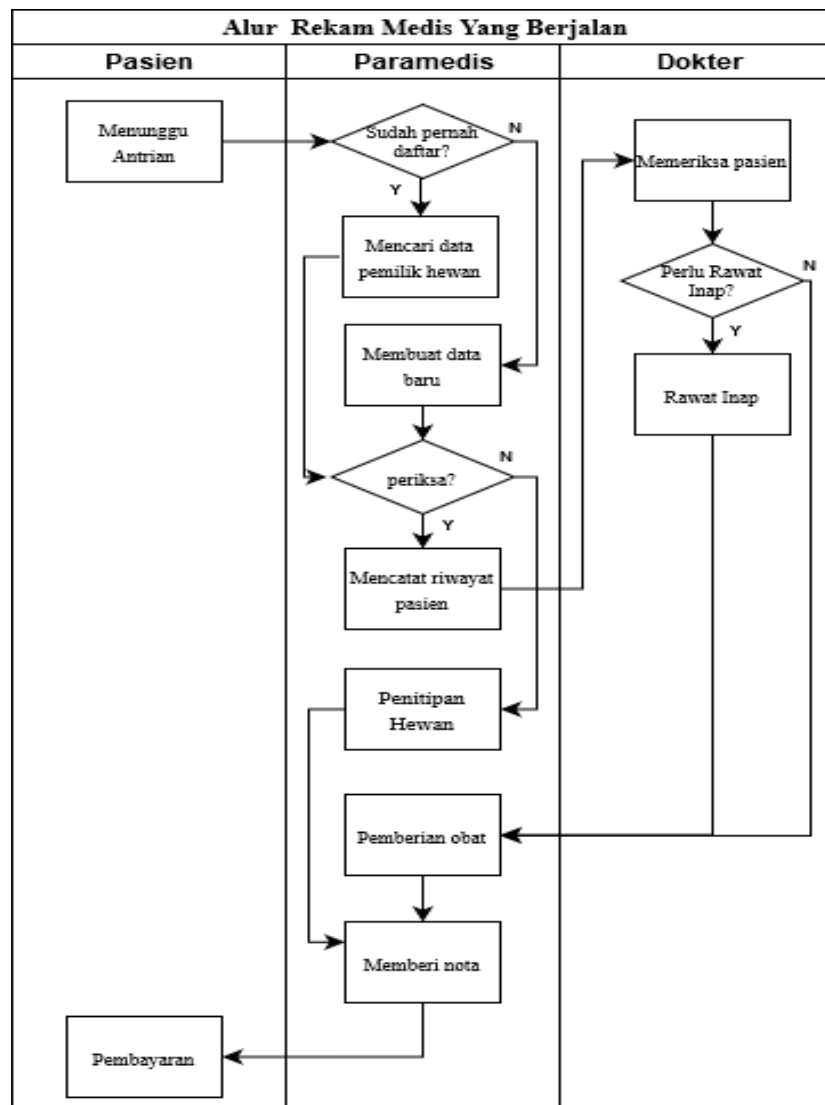 Alur Rekam Medis Yang Berjalan
Pasien
Paramedis
Dokter
Menunggu
Antrian
Sudah pernah
daftar?
N
Y
Mencari data
pemilik hewan
Membuat data
baru
periksa?
N
Y
Mencatat riwayat
pasien
Memeriksa pasien
Perlu Rawat
Inap?
N
Y
Rawat Inap
Penitipan
Hewan
Pemberian obat
Memberi nota
Pembayaran